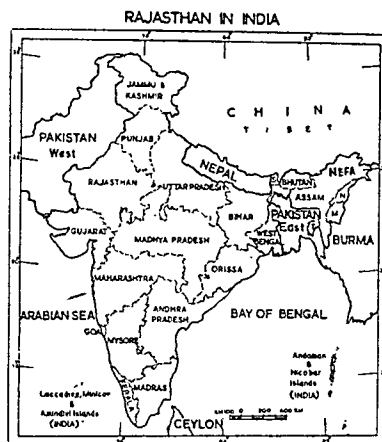 RAJASTHAN IN INDIA
JAMMU &
KASHMIR
CHINA
TIBET
PAKISTAN
West
PUNJAB
NEPAL
NEFA
S
BHUTAN
RAJASTHAN
UTTAR PRADESH
ASSAM
N
BIHAR
PAKISTAN
East
T
M
GUJARAT
MADHYA PRADESH
WEST
BENGAL
BURMA
MAHARASHTRA
ORISSA
ARABIAN SEA
ANDHRA
PRADESH
BAY OF BENGAL
GOA
MYSORE
Andaman
&
Nicobar
Islands
(INDIA)
Laccadive, Minicoy
&
Amindivi Islands
(INDIA)
KERALA
MADRAS
CEYLON